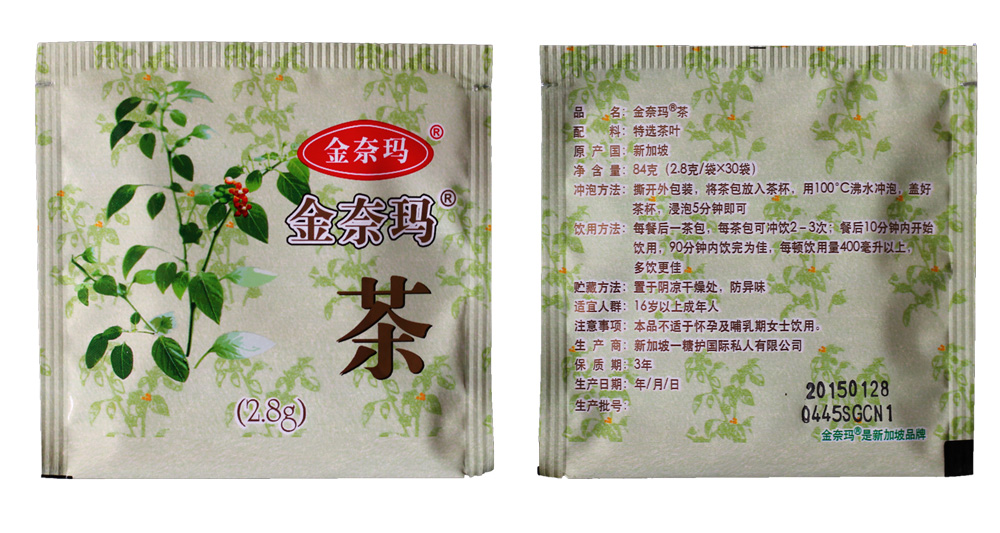 金奈玛®
金奈玛®
茶
(2.8g)
品 名：金奈玛®茶
配 料：特选茶叶
原 产 国：新加坡
净 含 量：84克（2.8克/袋×30袋）
冲泡方法：撕开外包装，将茶包放入茶杯，用100°C沸水冲泡，盖好
茶杯，浸泡5分钟即可
饮用方法：每餐后一茶包，每茶包可冲饮2－3次；餐后10分钟内开始
饮用，90分钟内饮完为佳，每顿饮用量400毫升以上，
多饮更佳
贮藏方法：置于阴凉干燥处，防异味
适宜人群：16岁以上成年人
注意事项：本品不适于怀孕及哺乳期女士饮用。
生 产 商：新加坡一糖护国际私人有限公司
保 质 期：3年
生产日期：年/月/日
20150128
生产批号：
Q445SGCN1
金奈玛®是新加坡品牌